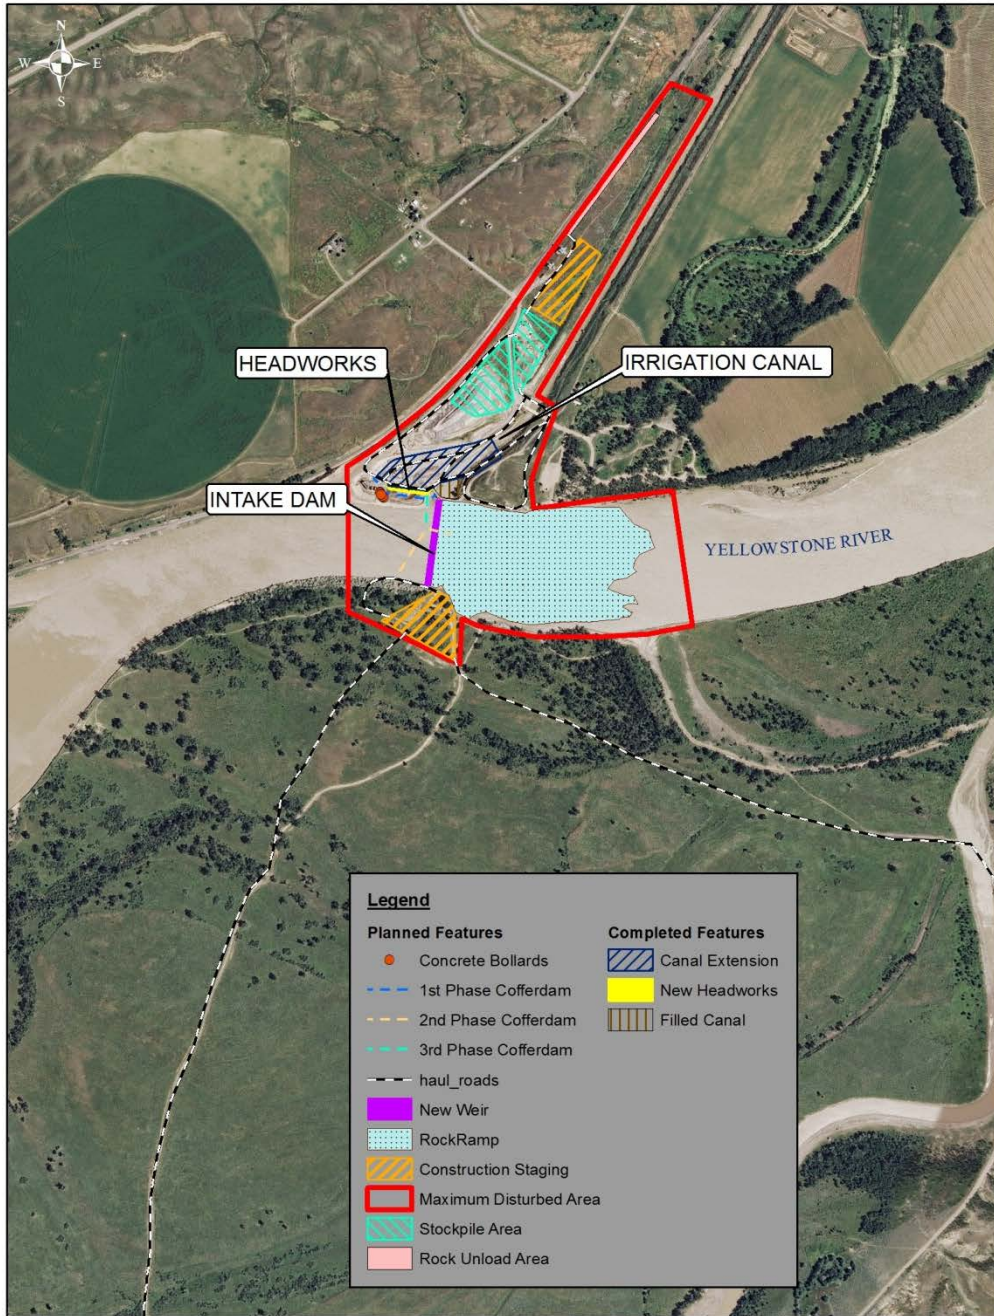 N
W E
S
HEADWORKS
IRRIGATION CANAL
INTAKE DAM
YELLOWSTONE RIVER
Legend
Planned Features
Concrete Bollards
1st Phase Cofferdam
2nd Phase Cofferdam
3rd Phase Cofferdam
haul_roads
New Weir
RockRamp
Construction Staging
Maximum Disturbed Area
Stockpile Area
Rock Unload Area
Completed Features
Canal Extension
New Headworks
Filled Canal